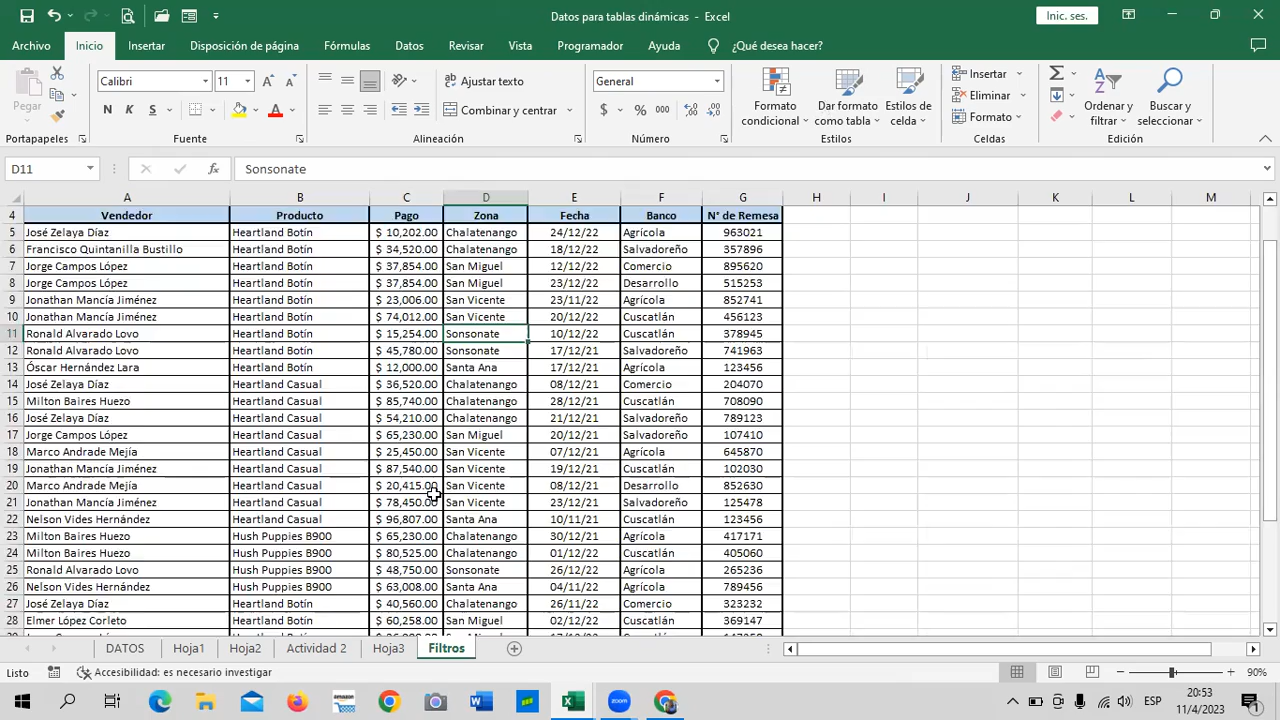 Datos para tablas dinámicas - Excel
Inic. ses.
Archivo Inicio Insertar Disposición de página Fórmulas Datos Revisar Vista Programador Ayuda ¿Qué desea hacer?
Pegar
Calibri 11
N K S
Ajustar texto
Combinar y centrar
General
$ % 000
Formato condicional
Dar formato como tabla
Estilos de celda
Insertar
Eliminar
Formato
Ordenar y filtrar
Buscar y seleccionar
Portapapeles Fuente Alineación Número Estilos Celdas Edición
D11 fx Sonsonate
A B C D E F G H I J K L M
4 Vendedor Producto Pago Zona Fecha Banco N° de Remesa
5 José Zelaya Díaz Heartland Botín $ 10,202.00 Chalatenango 24/12/22 Agrícola 963021
6 Francisco Quintanilla Bustillo Heartland Botín $ 34,520.00 Chalatenango 18/12/22 Salvadoreño 357896
7 Jorge Campos López Heartland Botín $ 37,854.00 San Miguel 12/12/22 Comercio 895620
8 Jorge Campos López Heartland Botín $ 37,854.00 San Miguel 23/12/22 Desarrollo 515253
9 Jonathan Mancía Jiménez Heartland Botín $ 23,006.00 San Vicente 23/11/22 Agrícola 852741
10 Jonathan Mancía Jiménez Heartland Botín $ 74,012.00 San Vicente 20/12/22 Cuscatlán 456123
11 Ronald Alvarado Lovo Heartland Botín $ 15,254.00 Sonsonate 10/12/22 Cuscatlán 378945
12 Ronald Alvarado Lovo Heartland Botín $ 45,780.00 Sonsonate 17/12/21 Salvadoreño 741963
13 Óscar Hernández Lara Heartland Botín $ 12,000.00 Santa Ana 17/12/21 Agrícola 123456
14 José Zelaya Díaz Heartland Casual $ 36,520.00 Chalatenango 08/12/21 Comercio 204070
15 Milton Baires Huezo Heartland Casual $ 85,740.00 Chalatenango 28/12/21 Cuscatlán 708090
16 José Zelaya Díaz Heartland Casual $ 54,210.00 Chalatenango 21/12/21 Salvadoreño 789123
17 Jorge Campos López Heartland Casual $ 65,230.00 San Miguel 20/12/21 Salvadoreño 107410
18 Marco Andrade Mejía Heartland Casual $ 25,450.00 San Vicente 07/12/21 Agrícola 645870
19 Jonathan Mancía Jiménez Heartland Casual $ 87,540.00 San Vicente 19/12/21 Cuscatlán 102030
20 Marco Andrade Mejía Heartland Casual $ 20,415.00 San Vicente 08/12/21 Desarrollo 852630
21 Jonathan Mancía Jiménez Heartland Casual $ 78,450.00 San Vicente 23/12/21 Salvadoreño 125478
22 Nelson Vides Hernández Heartland Casual $ 96,807.00 Santa Ana 10/11/21 Cuscatlán 123456
23 Milton Baires Huezo Hush Puppies B900 $ 65,230.00 Chalatenango 30/12/21 Agrícola 417171
24 Milton Baires Huezo Hush Puppies B900 $ 80,525.00 Chalatenango 01/12/22 Cuscatlán 405060
25 Ronald Alvarado Lovo Hush Puppies B900 $ 48,750.00 Sonsonate 26/12/22 Agrícola 265236
26 Nelson Vides Hernández Hush Puppies B900 $ 63,008.00 Santa Ana 04/11/22 Agrícola 789456
27 José Zelaya Díaz Heartland Botín $ 40,560.00 Chalatenango 26/11/22 Comercio 323232
28 Elmer López Corleto Heartland Botín $ 60,258.00 San Miguel 02/12/22 Cuscatlán 369147
DATOS Hoja1 Hoja2 Actividad 2 Hoja3 Filtros
Listo Accesibilidad: es necesario investigar 90%
amazon
ESP
20:53
11/4/2023